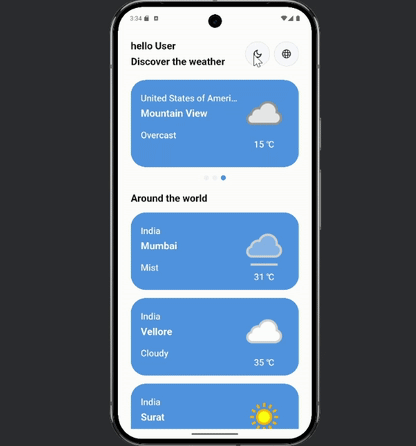 3:34
hello User
Discover the weather
United States of Ameri...
Mountain View
Overcast
15 °C
Around the world
India
Mumbai
Mist
31 °C
India
Vellore
Cloudy
35 °C
India
Surat